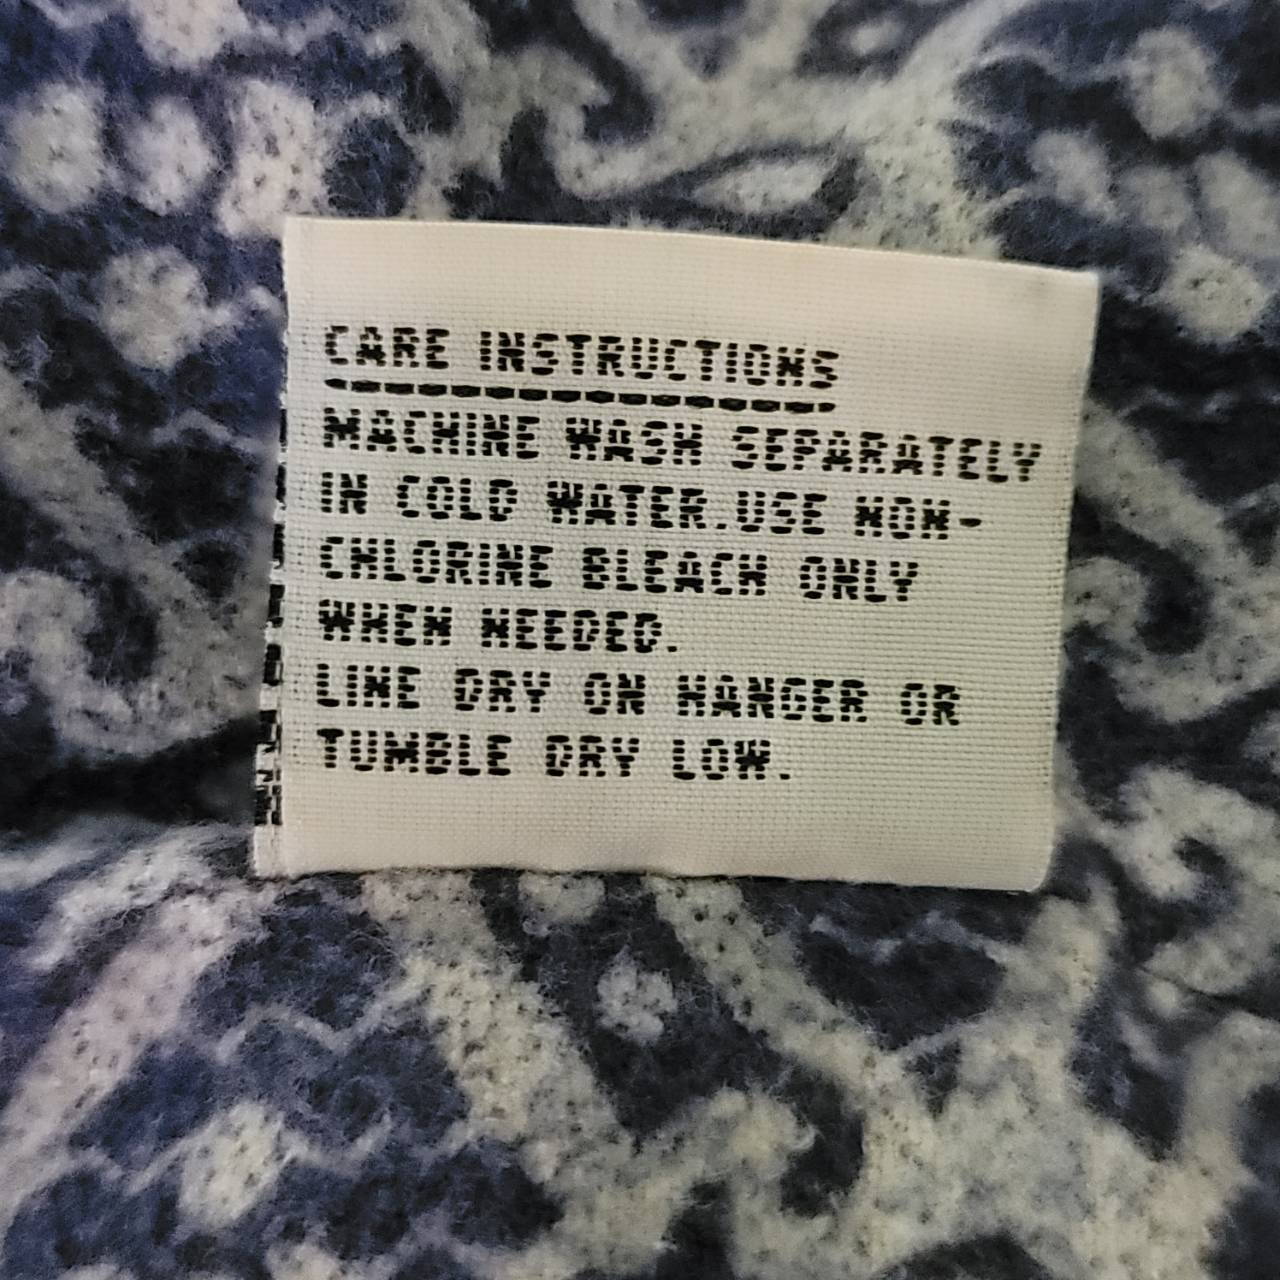 CARE INSTRUCTIONS
MACHINE WASH SEPARATELY
IN COLD WATER.USE NON-
CHLORINE BLEACH ONLY
WHEN NEEDED.
LINE DRY ON HANGER OR
TUMBLE DRY LOW.